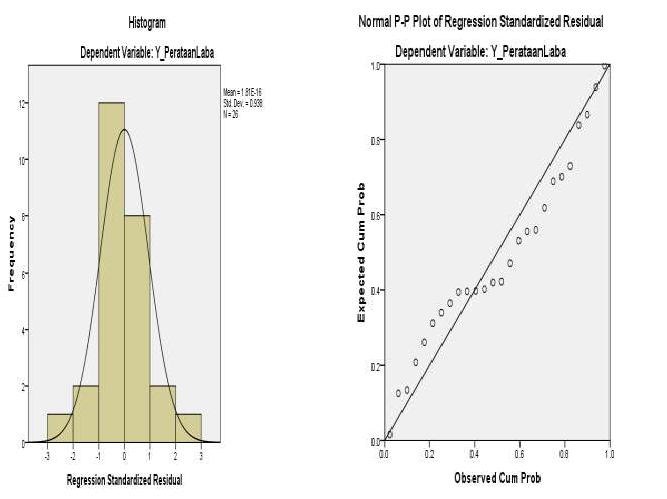 Histogram
Dependent Variable: Y_PerataanLaba
Mean = 1.81E-16
Std. Dev. = 0.938
N = 26
12
10
8
6
4
2
0
Frequency
-3 -2 -1 0 1 2 3
Regression Standardized Residual
Normal P-P Plot of Regression Standardized Residual
Dependent Variable: Y_PerataanLaba
1.0
0.8
0.6
0.4
0.2
0.0
Expected Cum Prob
0.0 0.2 0.4 0.6 0.8 1.0
Observed Cum Prob